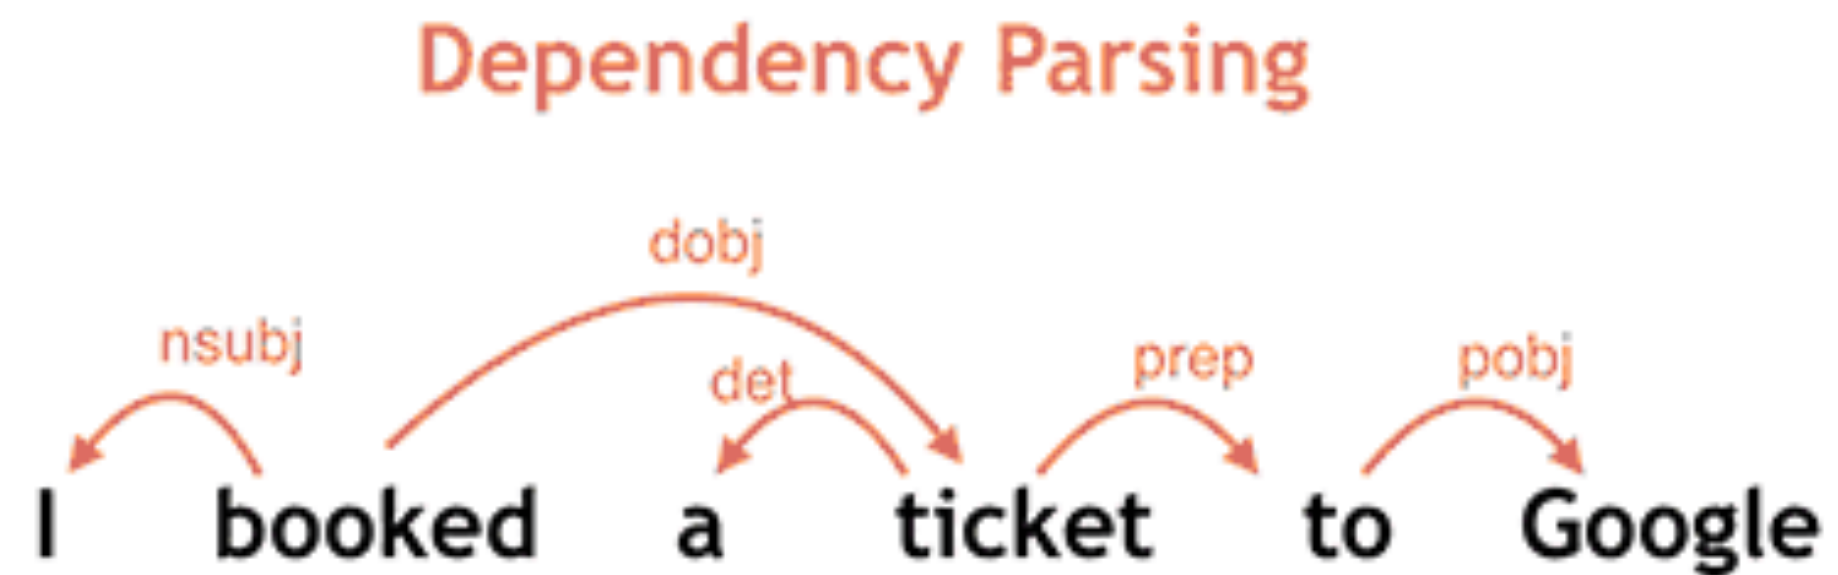 Dependency Parsing
dobj
nsubj det prep pobj
I booked a ticket to Google